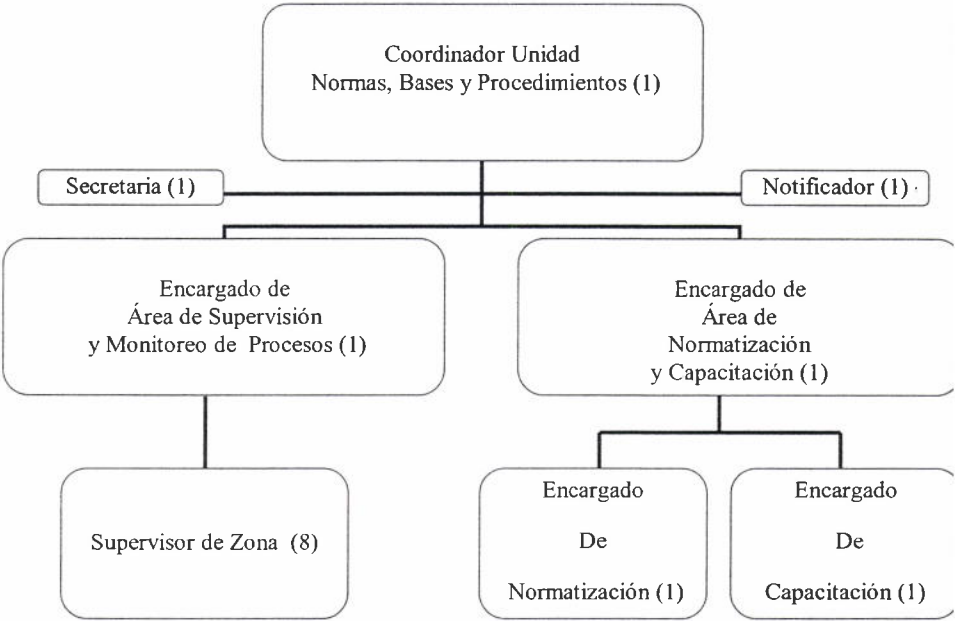 Coordinador Unidad
Normas, Bases y Procedimientos (1)
Secretaria (1)
Notificador (1)
Encargado de
Área de Supervisión
y Monitoreo de Procesos (1)
Encargado de
Área de
Normatización
y Capacitación (1)
Supervisor de Zona (8)
Encargado
De
Normatización (1)
Encargado
De
Capacitación (1)